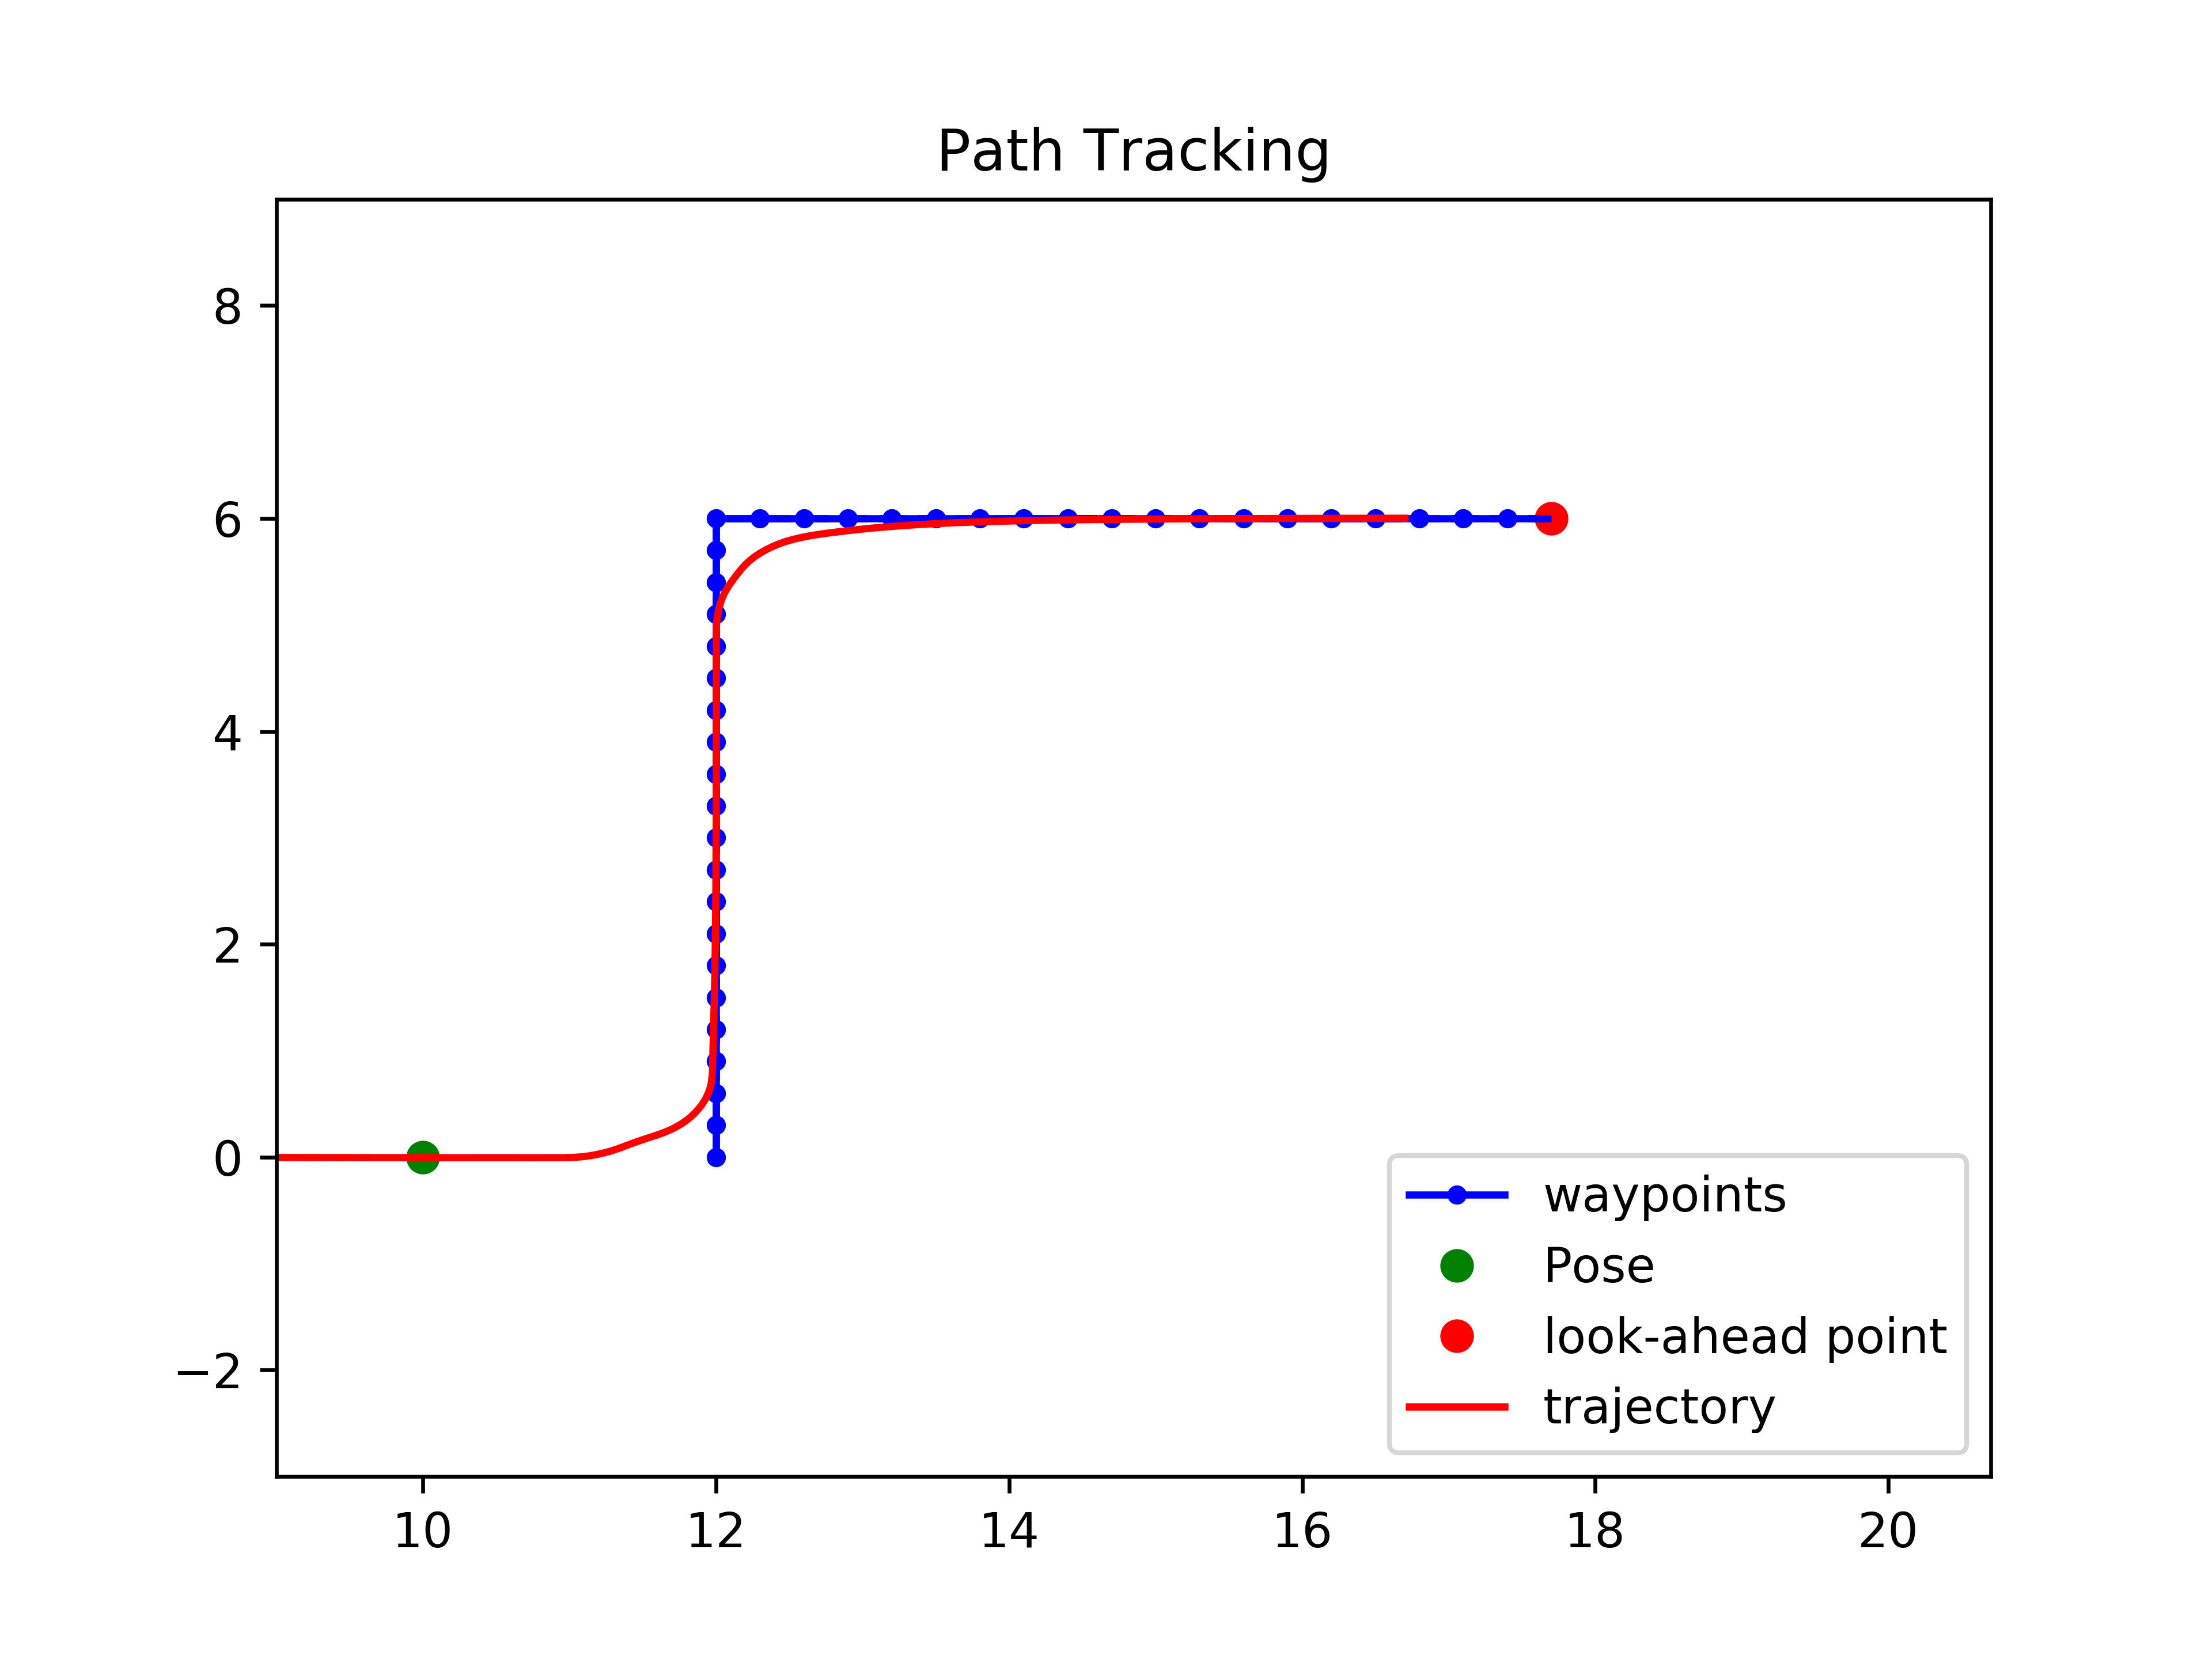 Path Tracking
8
6
4
2
0
−2
10 12 14 16 18 20
waypoints
Pose
look-ahead point
trajectory